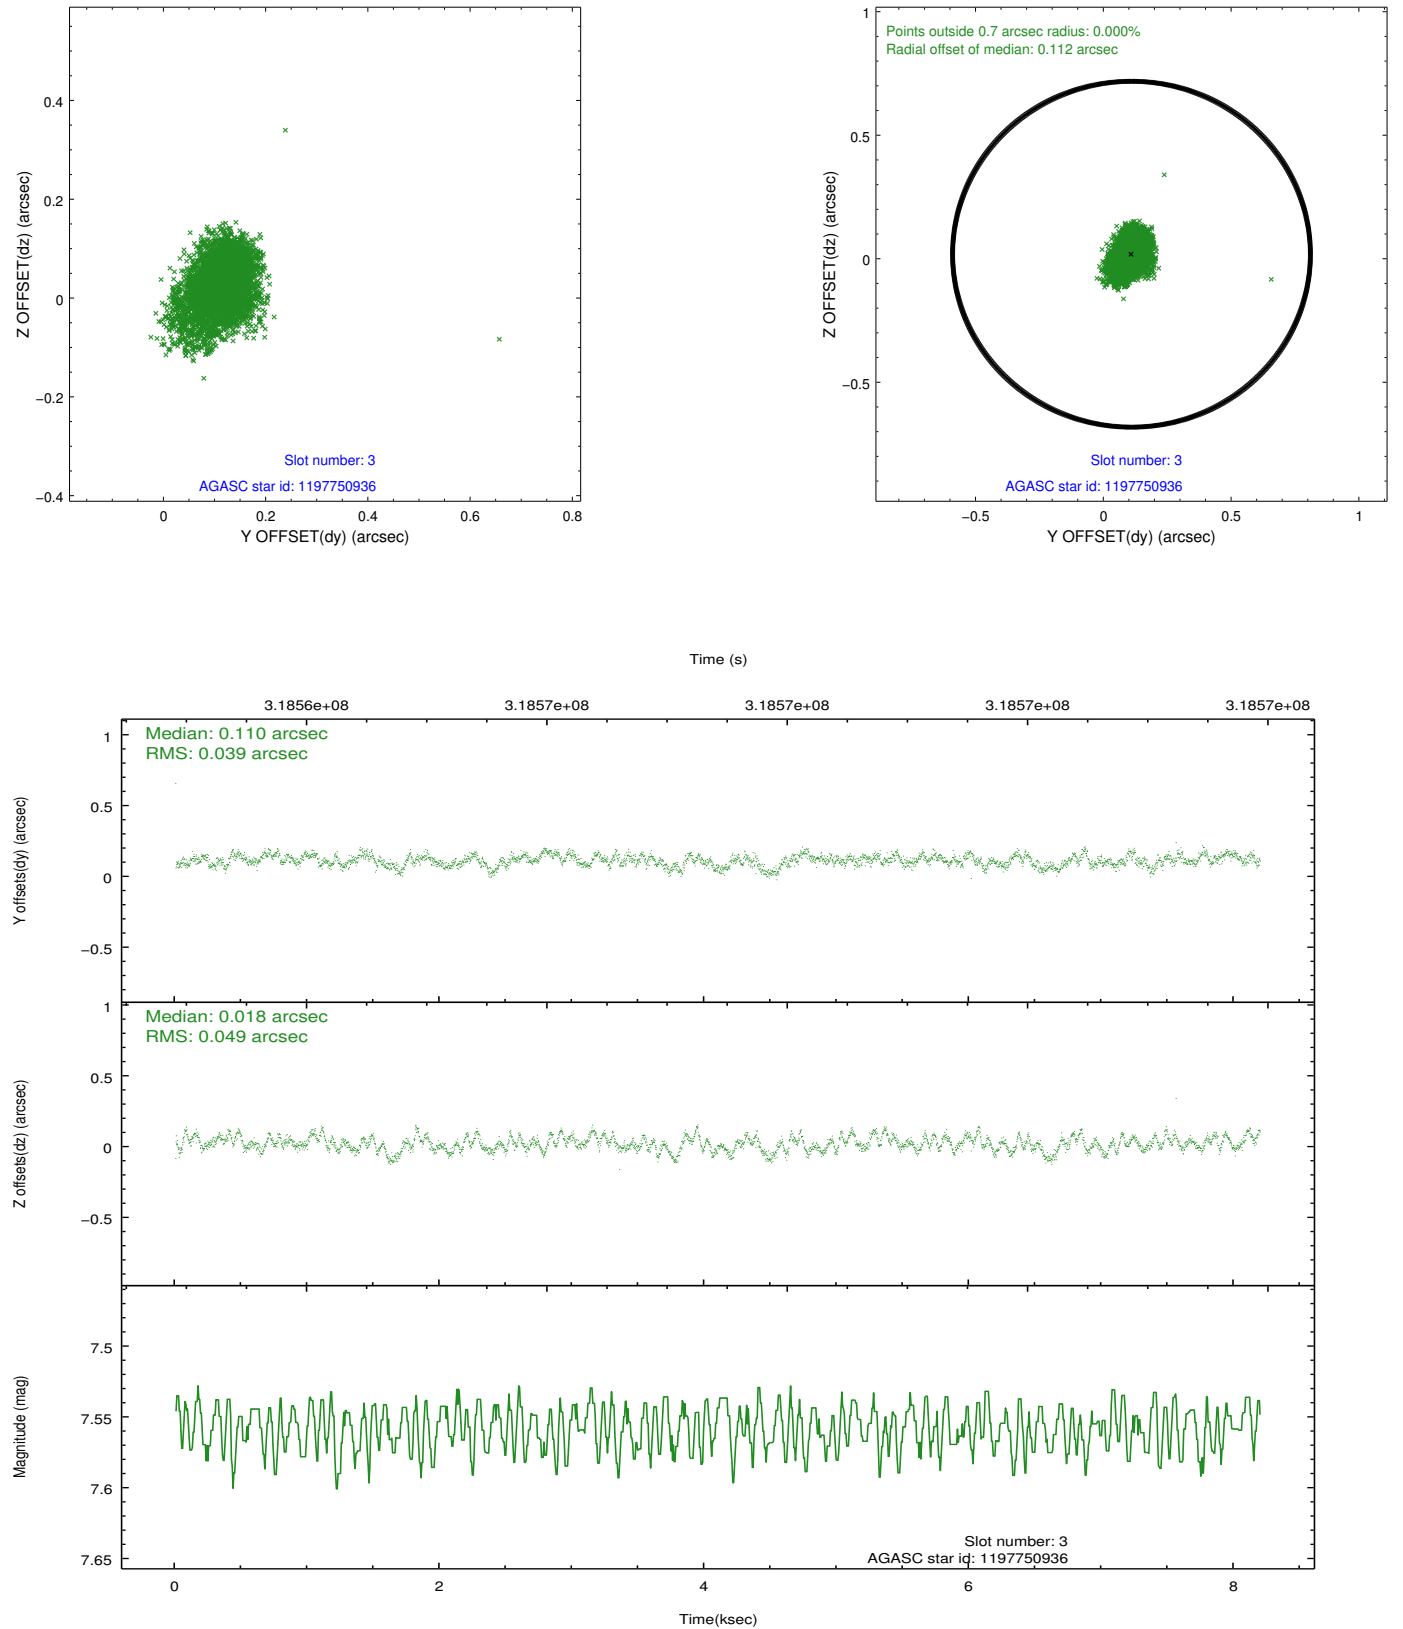 0.4
0.2
0
−0.2
−0.4
Z OFFSET(dz) (arcsec)
Slot number: 3
AGASC star id: 1197750936
0 0.2 0.4 0.6 0.8
Y OFFSET(dy) (arcsec)
Points outside 0.7 arcsec radius: 0.000%
Radial offset of median: 0.112 arcsec
1
0.5
0
−0.5
Z OFFSET(dz) (arcsec)
Slot number: 3
AGASC star id: 1197750936
−0.5 0 0.5 1
Y OFFSET(dy) (arcsec)
Time (s)
3.1856e+08 3.1857e+08 3.1857e+08 3.1857e+08 3.1857e+08
Median: 0.110 arcsec
RMS: 0.039 arcsec
1
0.5
0
−0.5
Y offsets(dy) (arcsec)
Median: 0.018 arcsec
RMS: 0.049 arcsec
1
0.5
0
−0.5
Z offsets(dz) (arcsec)
7.5
7.55
7.6
7.65
Magnitude (mag)
Slot number: 3
AGASC star id: 1197750936
0 2 4 6 8
Time(ksec)